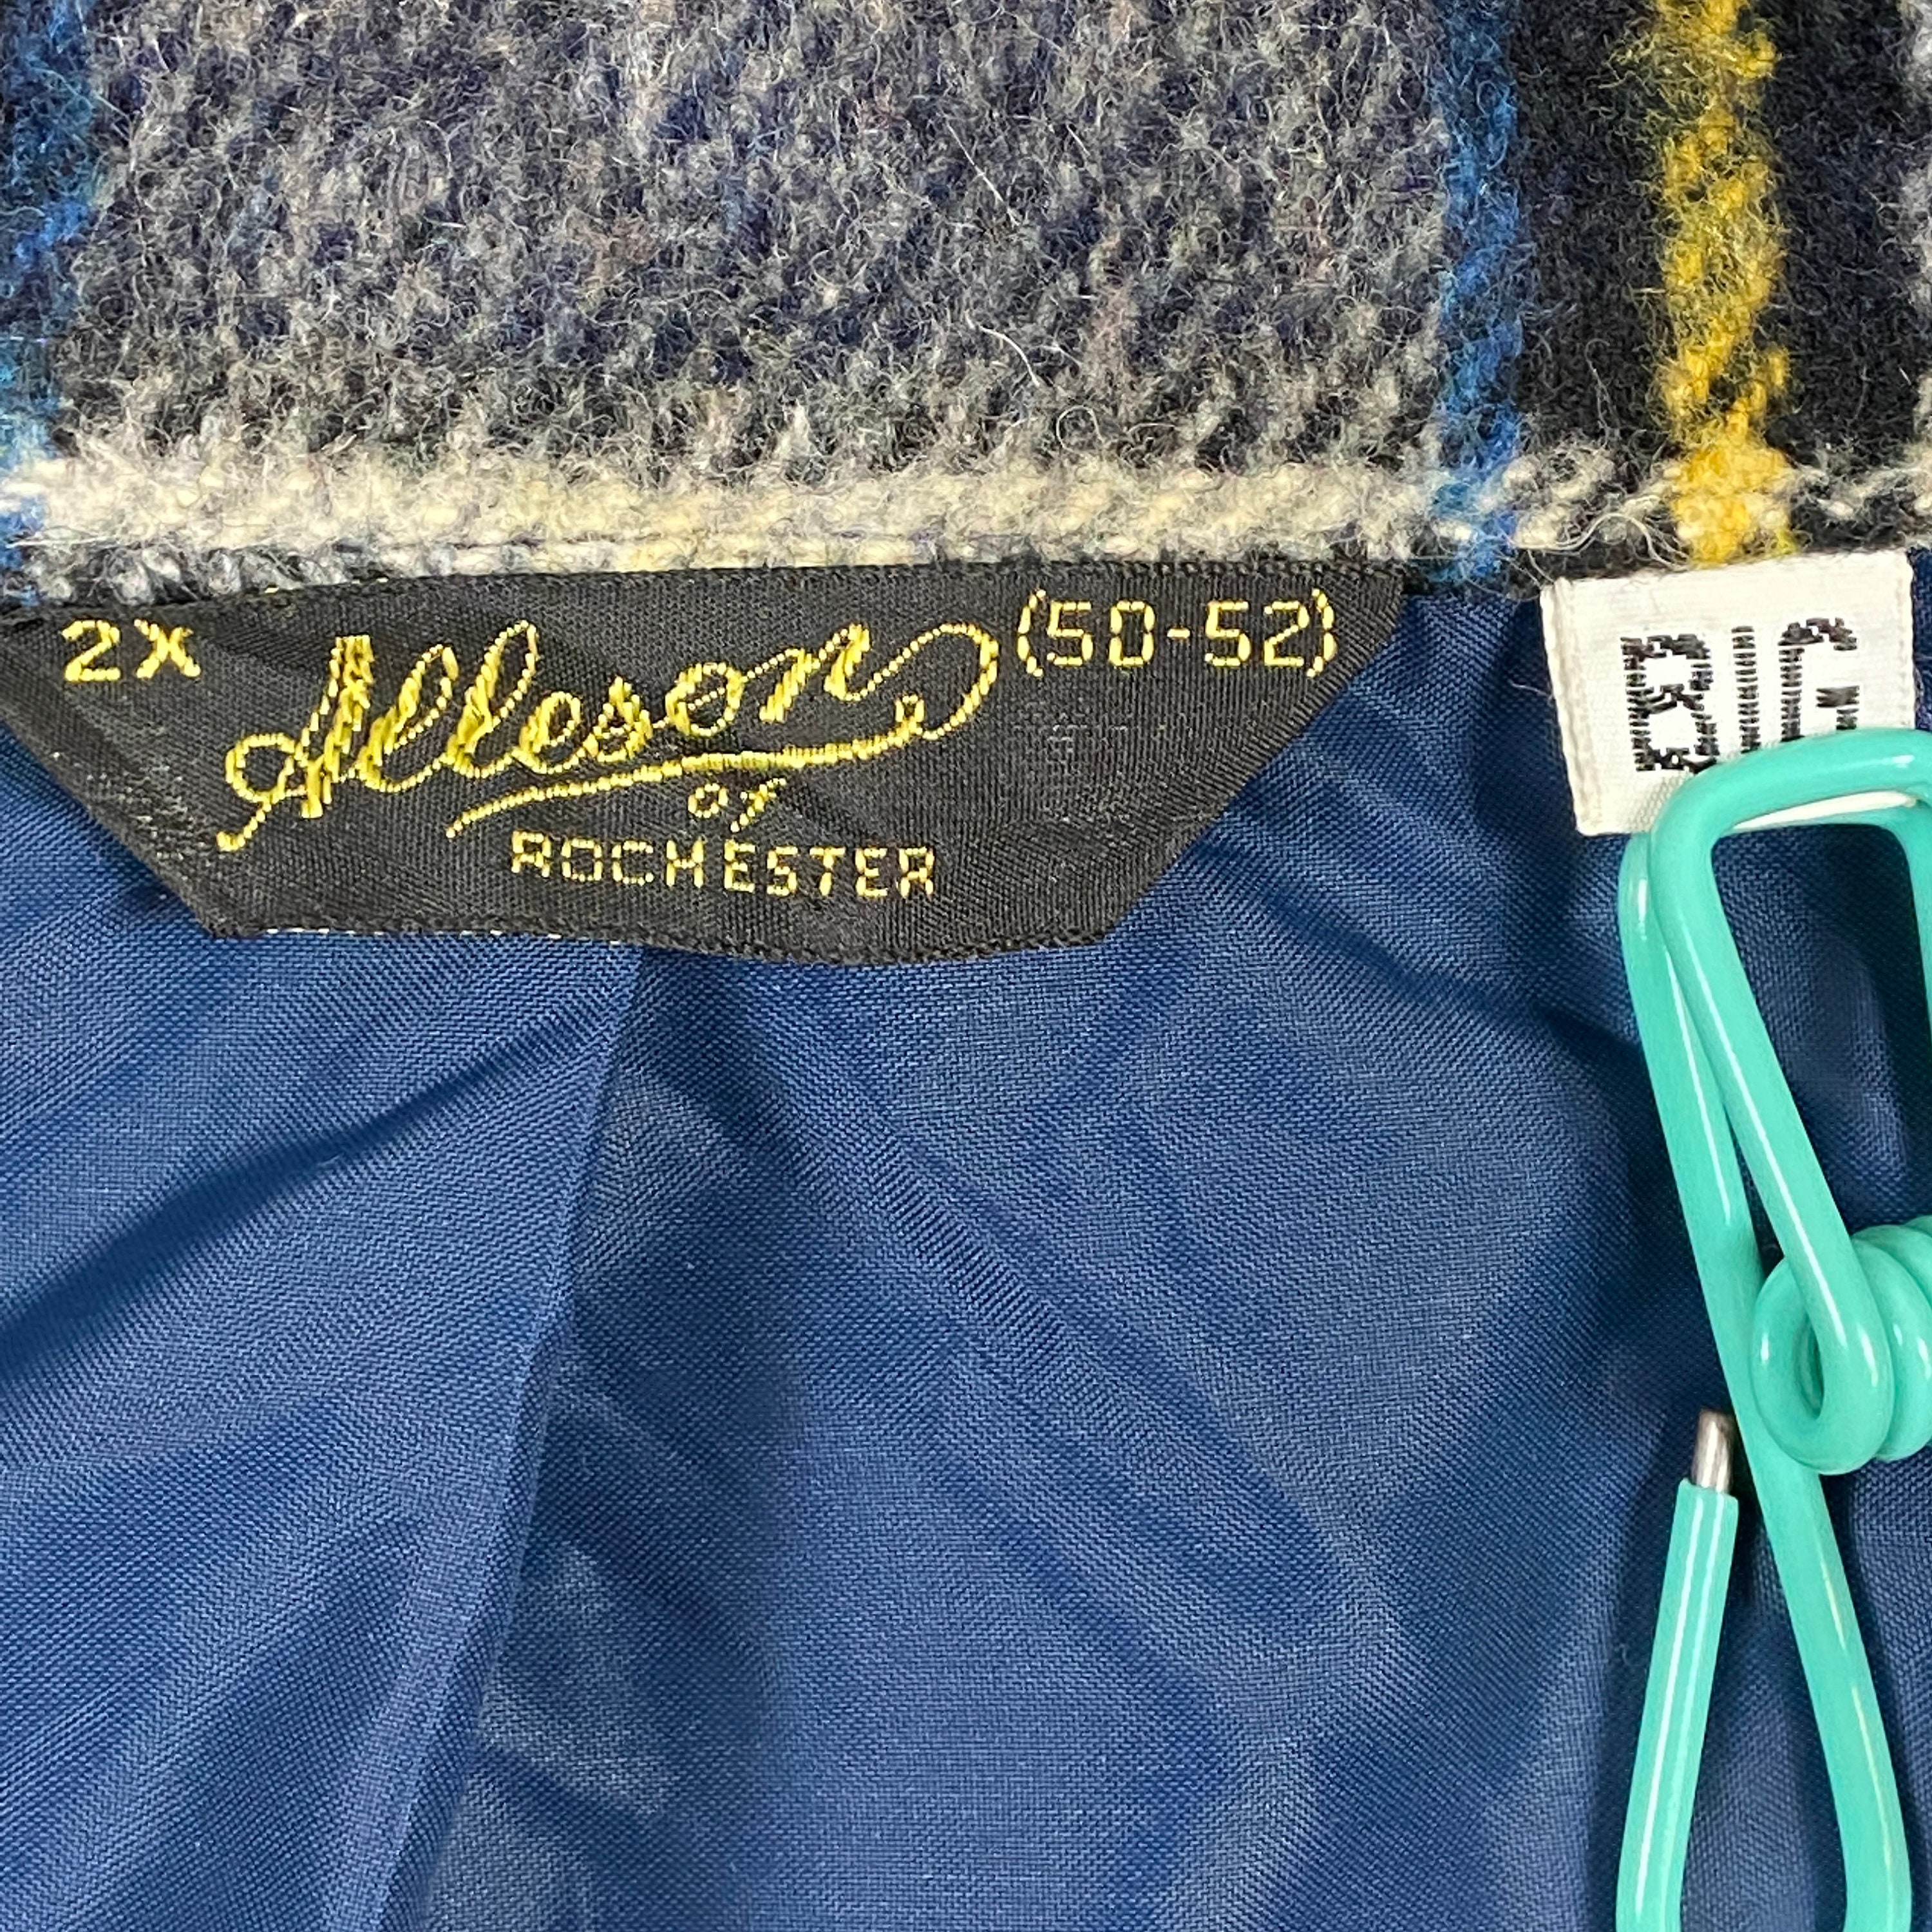 2X Alleson (50-52)
of
ROCHESTER
BIG